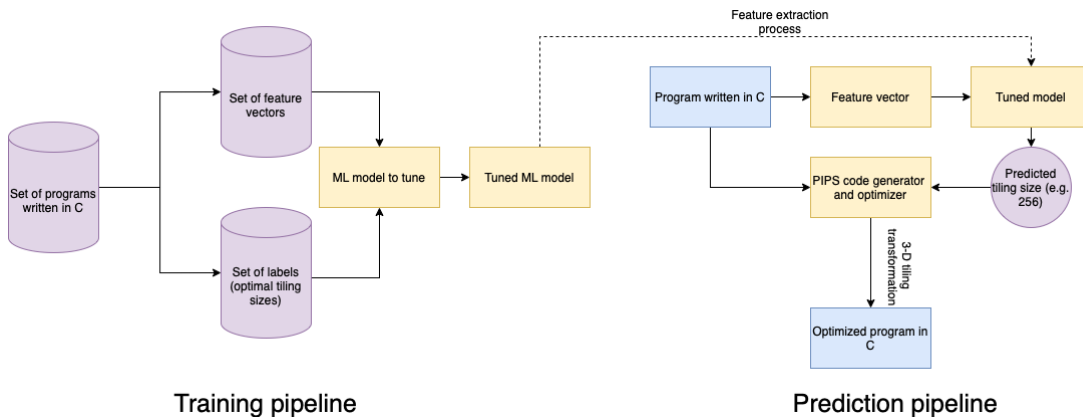 Feature extraction
process
Set of feature
vectors
Set of programs
written in C
ML model to tune
Tuned ML model
Set of labels
(optimal tiling
sizes)
Training pipeline
Program written in C
Feature vector
Tuned model
PIPS code generator
and optimizer
Predicted
tiling size (e.g.
256)
3-D tiling
transformation
Optimized program in
C
Prediction pipeline